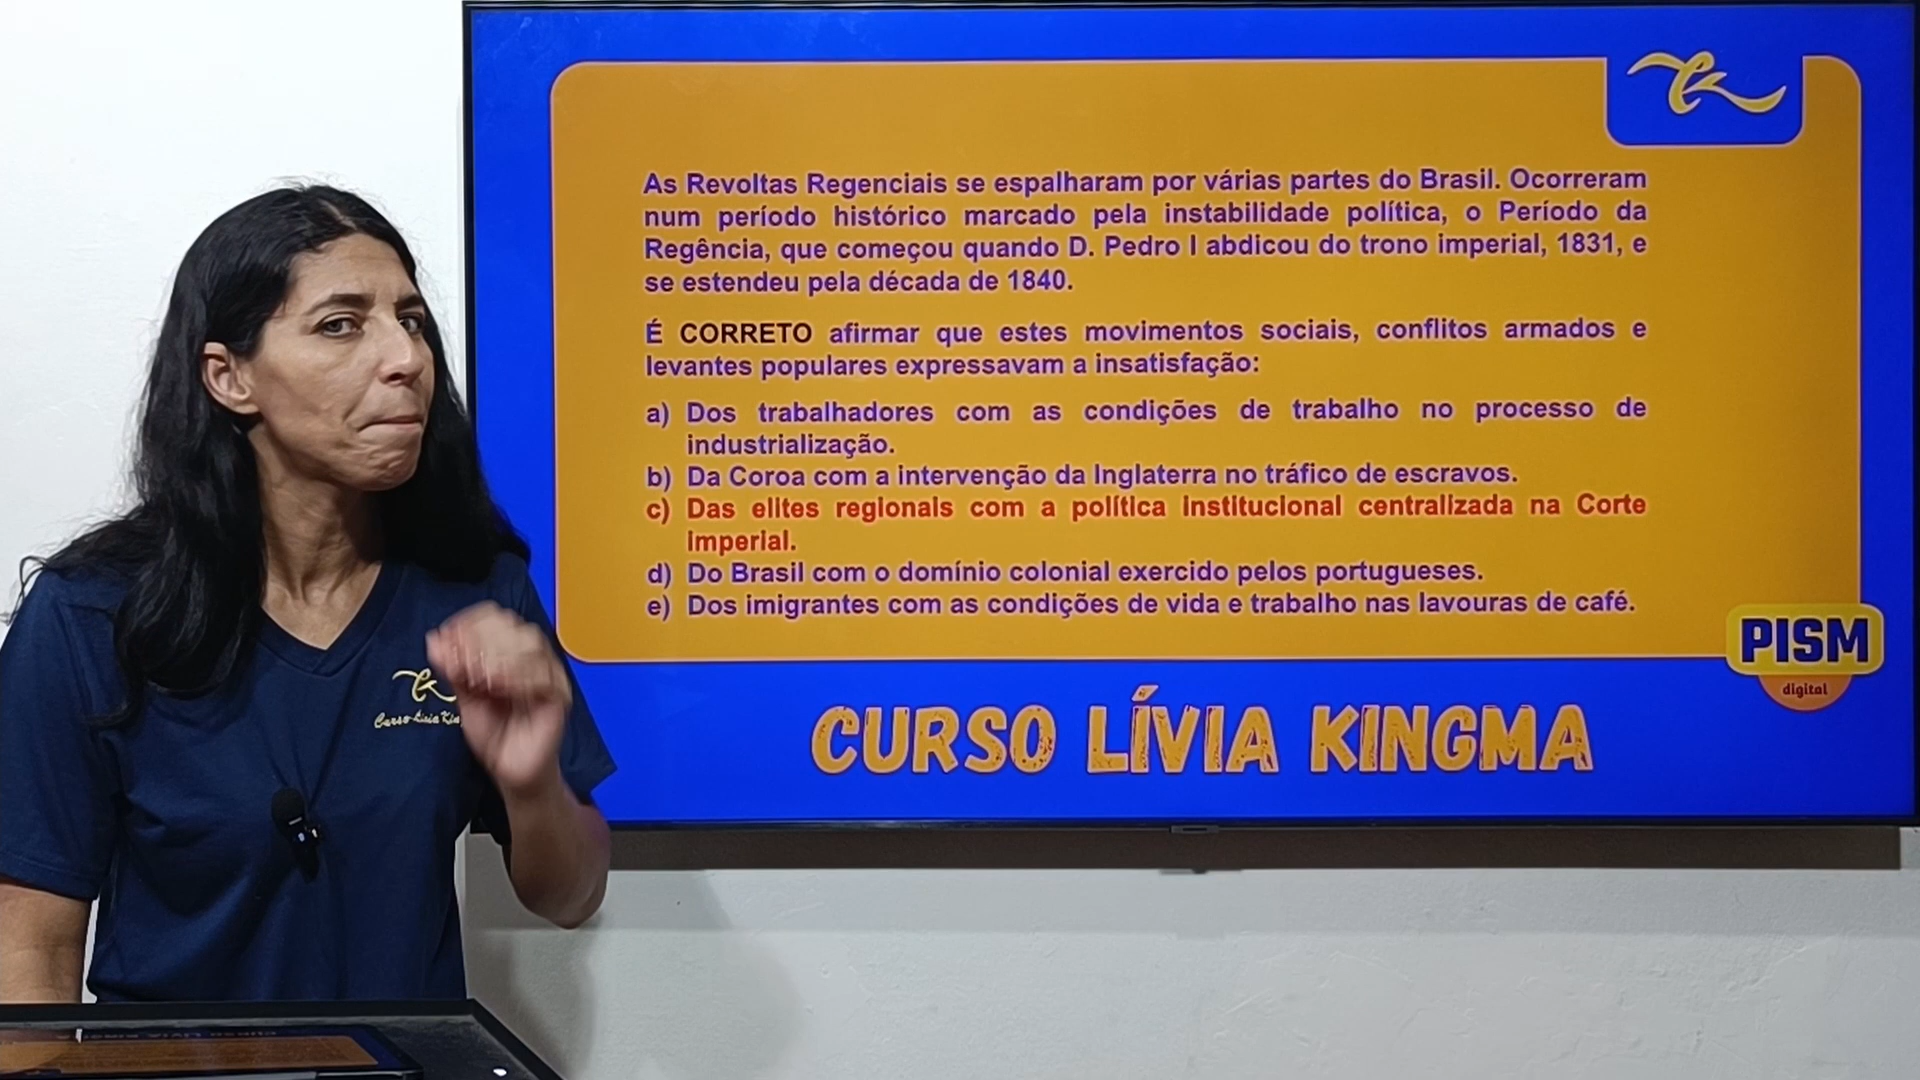 As Revoltas Regenciais se espalharam por várias partes do Brasil. Ocorreram
num período histórico marcado pela instabilidade política, o Período da
Regência, que começou quando D. Pedro I abdicou do trono imperial, 1831, e
se estendeu pela década de 1840.
É CORRETO afirmar que estes movimentos sociais, conflitos armados e
levantes populares expressavam a insatisfação:
a) Dos trabalhadores com as condições de trabalho no processo de
industrialização.
b) Da Coroa com a intervenção da Inglaterra no tráfico de escravos.
c) Das elites regionais com a política institucional centralizada na Corte
imperial.
d) Do Brasil com o domínio colonial exercido pelos portugueses.
e) Dos imigrantes com as condições de vida e trabalho nas lavouras de café.
PISM
digital
CURSO LÍVIA KINGMA
Curso Lívia